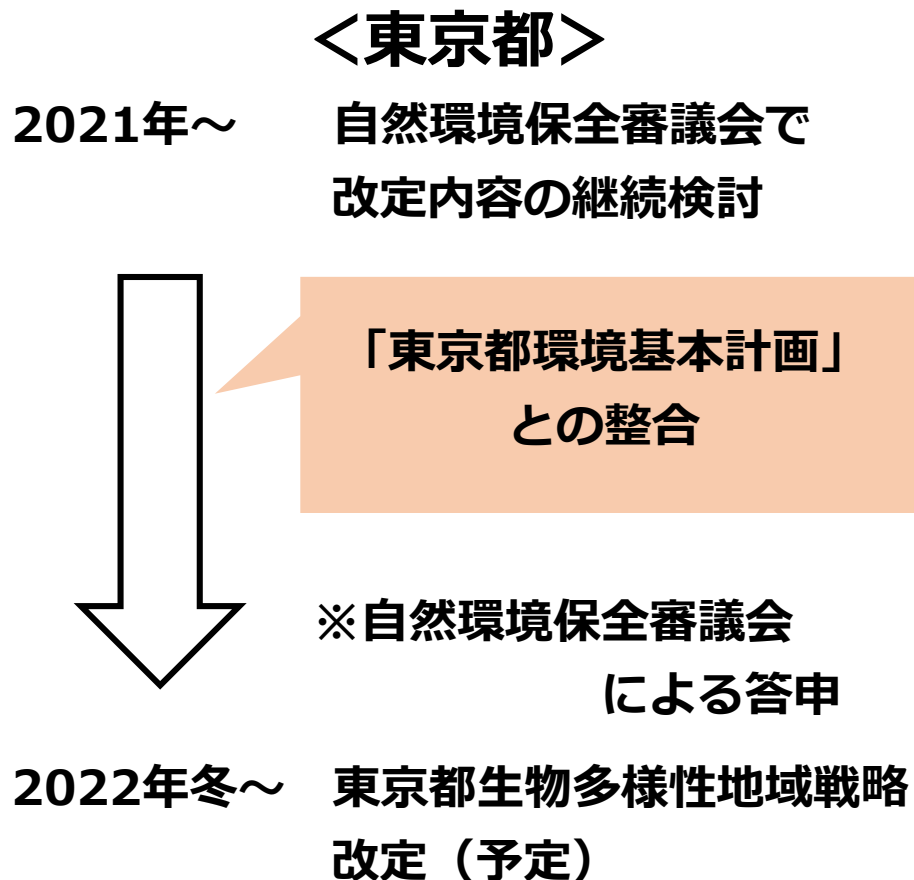 ＜東京都＞
2021年～ 自然環境保全審議会で
改定内容の継続検討
「東京都環境基本計画」
との整合
※自然環境保全審議会
による答申
2022年冬～ 東京都生物多様性地域戦略
改定（予定）